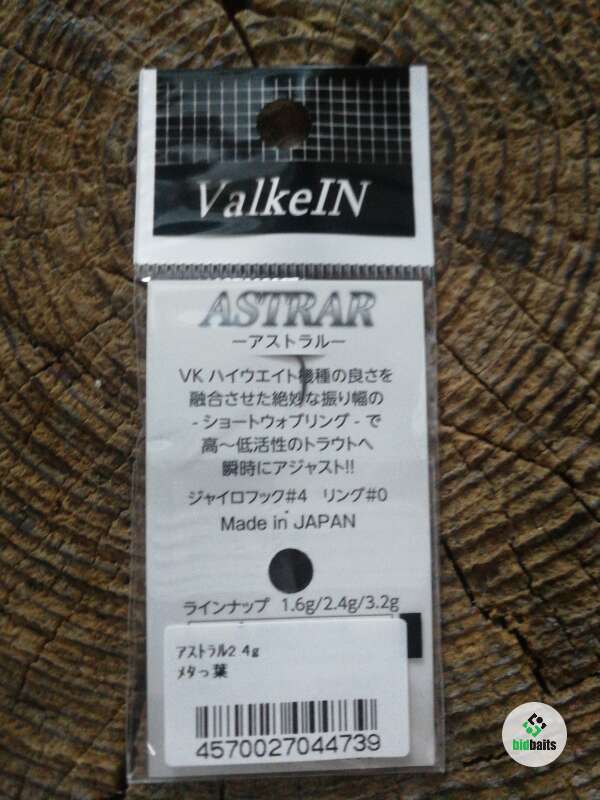 ValkeIN
ASTRAR
ーアストラルー
VK ハイウエイト機種の良さを
融合させた絶妙な振り幅の
- ショートウォブリング - で
高〜低活性のトラウトへ
瞬時にアジャスト!!
ジャイロフック#4 リング#0
Made in JAPAN
ラインナップ 1.6g/2.4g/3.2g
アストラル2.4g
メタっ葉
4570027044739
bidbaits